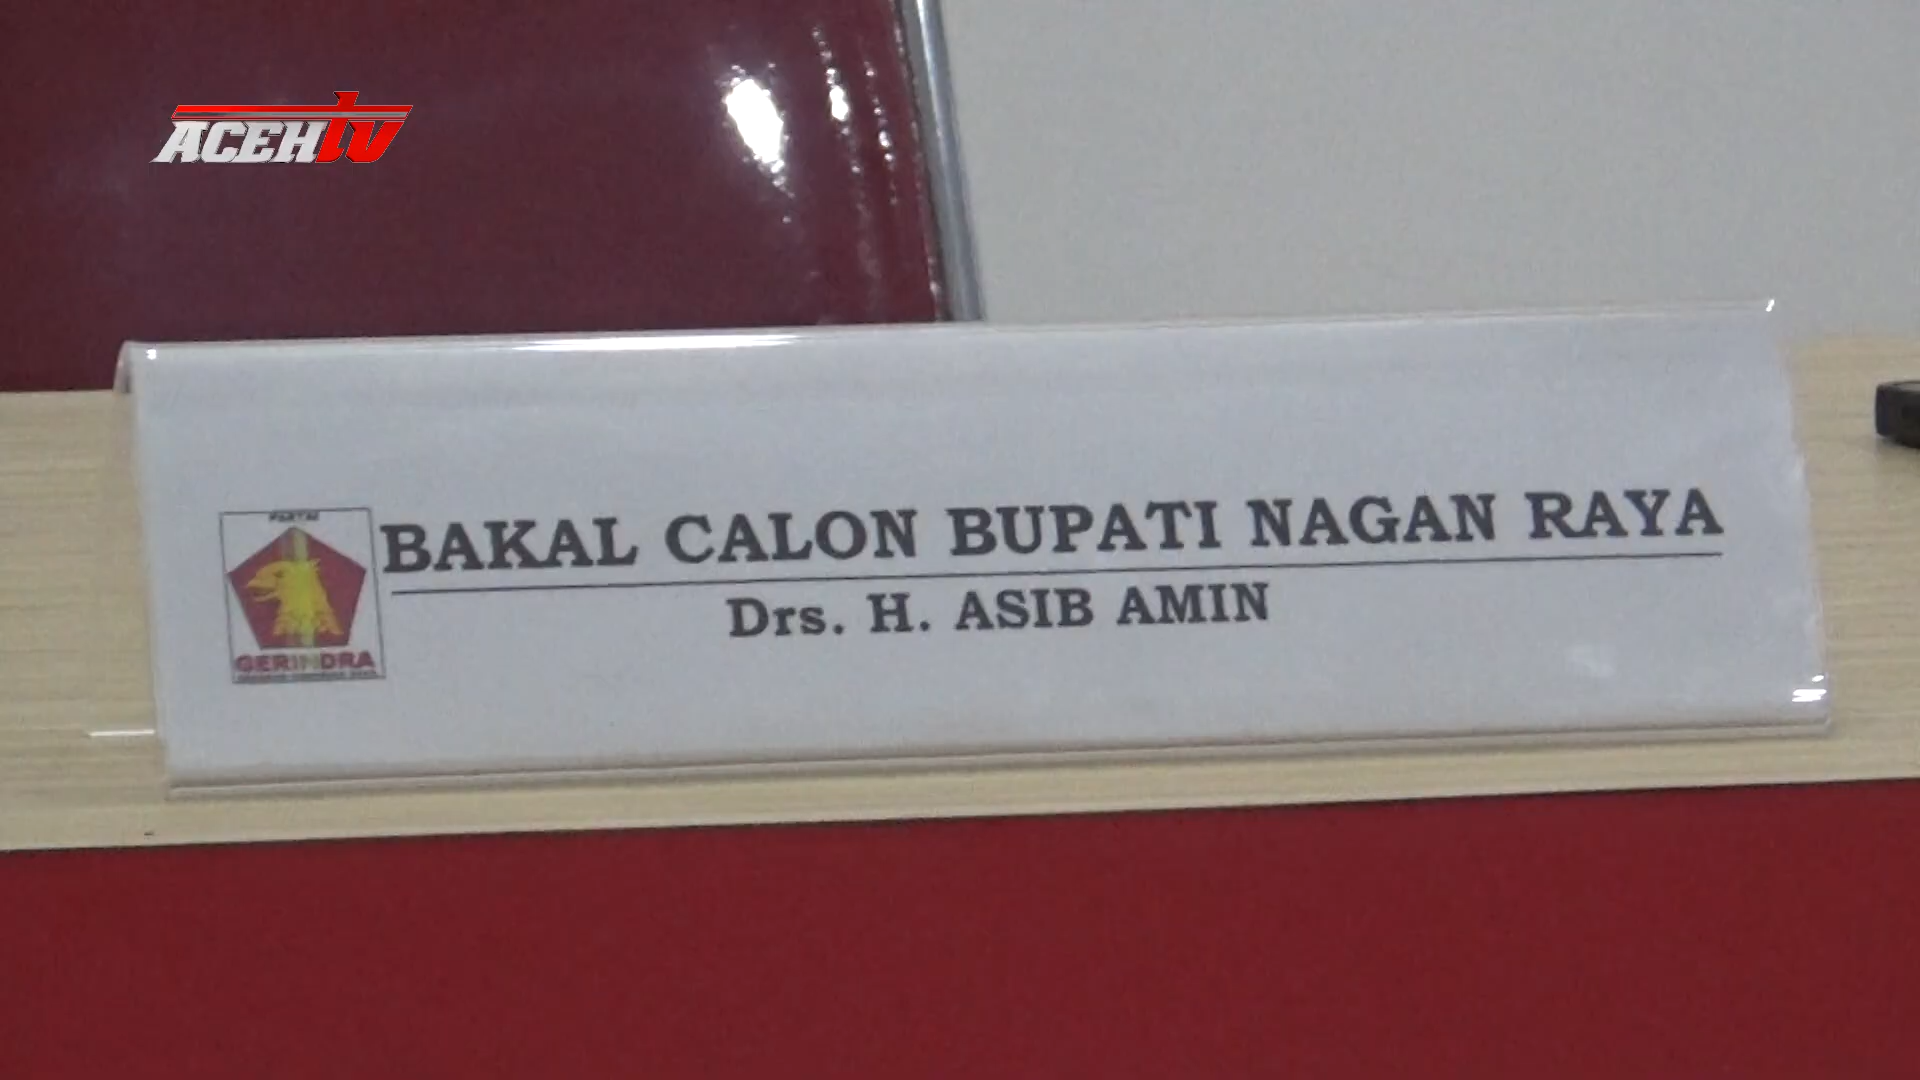 ACEHtv
PARTAI
BAKAL CALON BUPATI NAGAN RAYA
GERINDRA
Drs. H. ASIB AMIN